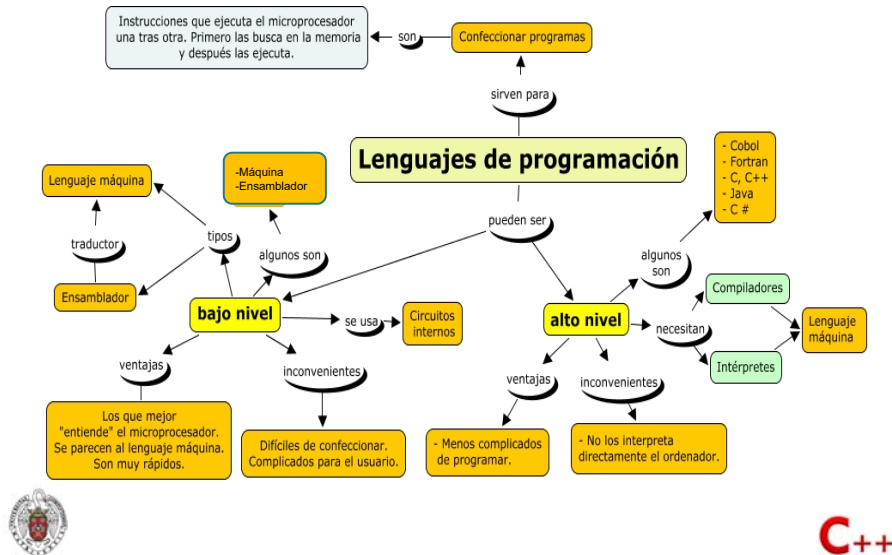 Instrucciones que ejecuta el microprocesador
una tras otra. Primero las busca en la memoria
y después las ejecuta.
son
Confeccionar programas
sirven para
Lenguajes de programación
- Cobol
- Fortran
- C, C++
- Java
- C #
-Máquina
-Ensamblador
Lenguaje máquina
pueden ser
traductor
tipos
algunos son
algunos
son
Ensamblador
bajo nivel
se usa
Circuitos
internos
alto nivel
necesitan
Compiladores
Intérpretes
Lenguaje
máquina
ventajas
inconvenientes
ventajas
inconvenientes
Los que mejor
"entiende" el microprocesador.
Se parecen al lenguaje máquina.
Son muy rápidos.
Difíciles de confeccionar.
Complicados para el usuario.
- Menos complicados
de programar.
- No los interpreta
directamente el ordenador.
C++